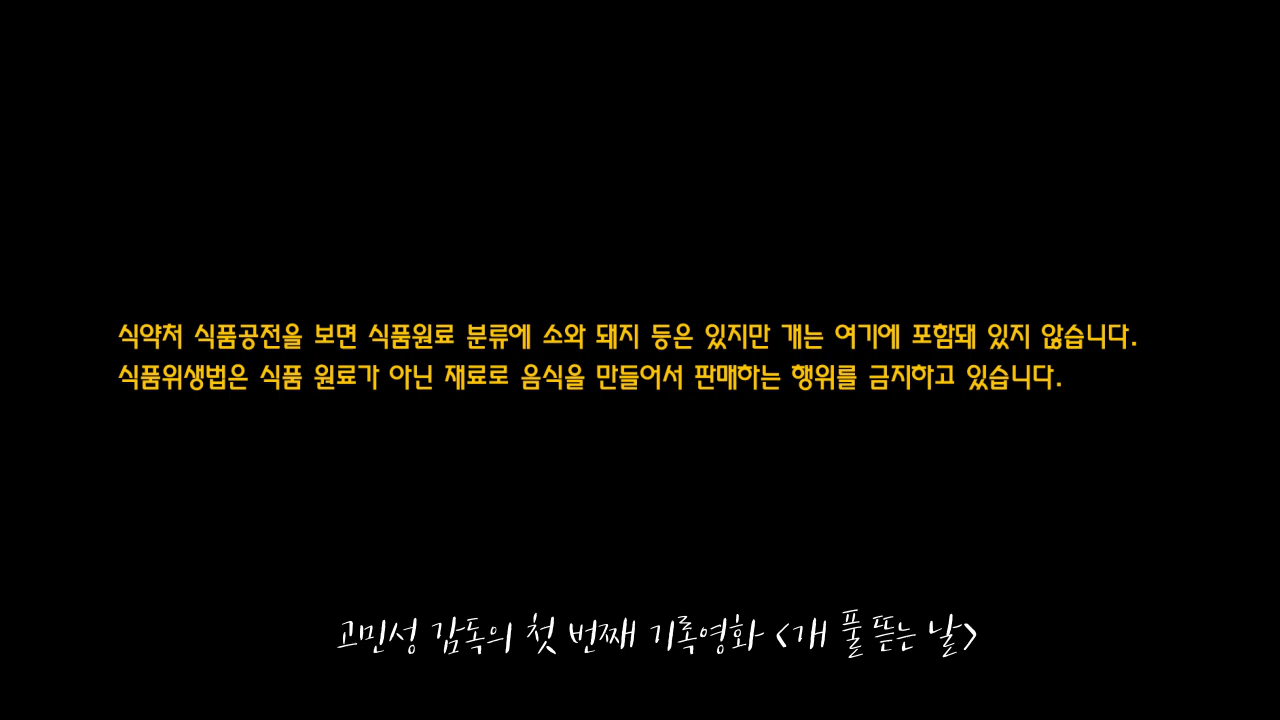 식약처 식품공전을 보면 식품원료 분류에 소와 돼지 등은 있지만 개는 여기에 포함돼 있지 않습니다.
식품위생법은 식품 원료가 아닌 재료로 음식을 만들어서 판매하는 행위를 금지하고 있습니다.
고민성 감독의 첫 번째 기록영화 <개 풀 뜯는 날>